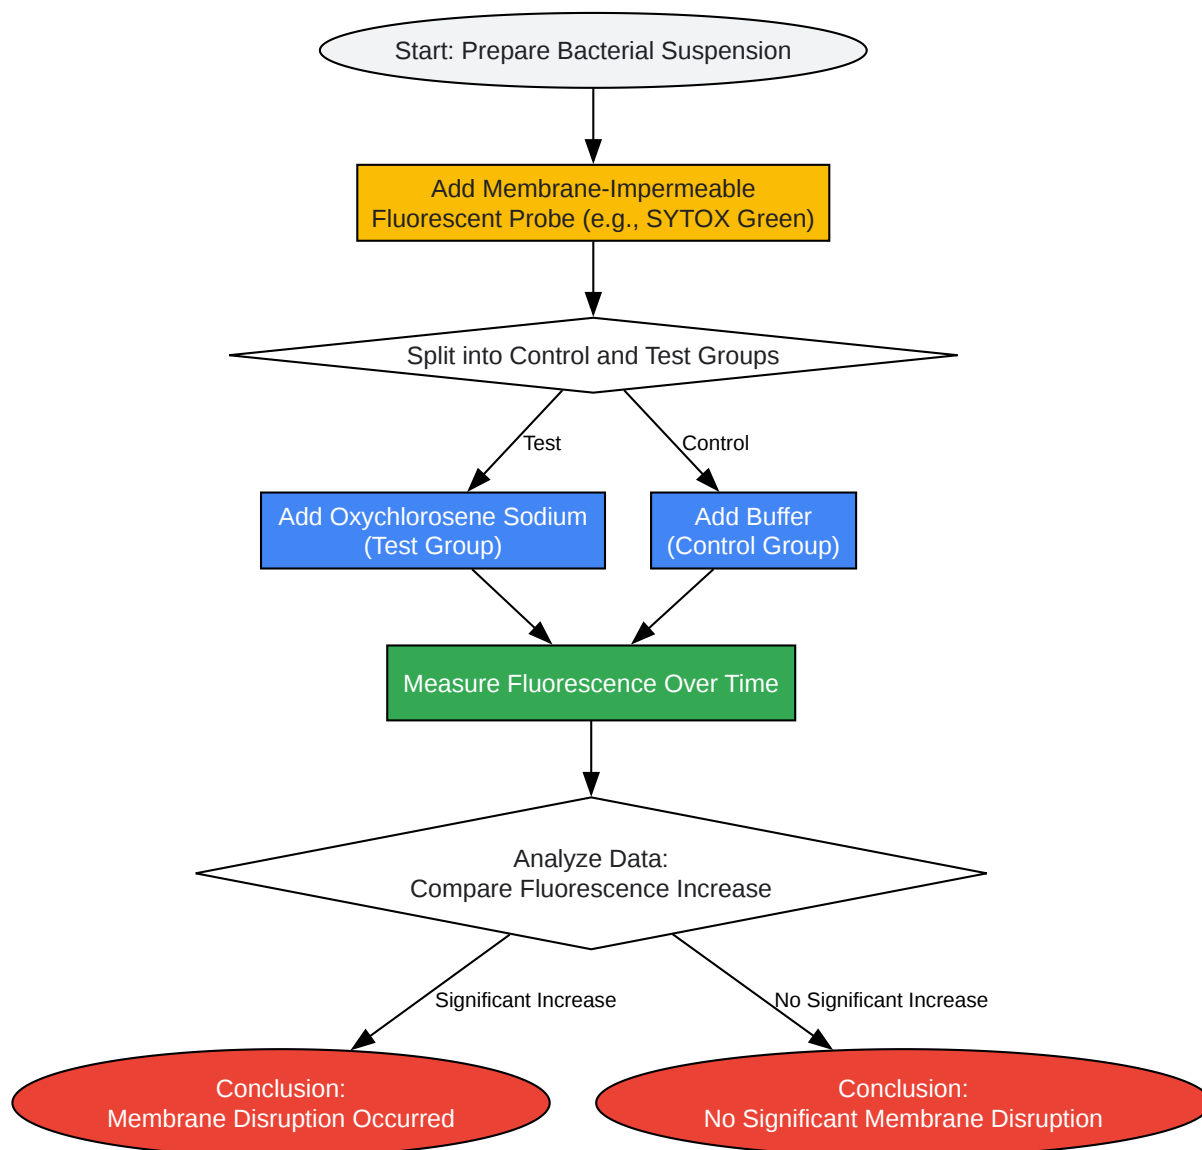 Start: Prepare Bacterial Suspension
Add Membrane-Impermeable
Fluorescent Probe (e.g., SYTOX Green)
Split into Control and Test Groups
Test
Control
Add Oxychlorosene Sodium
(Test Group)
Add Buffer
(Control Group)
Measure Fluorescence Over Time
Analyze Data:
Compare Fluorescence Increase
Significant Increase
No Significant Increase
Conclusion:
Membrane Disruption Occurred
Conclusion:
No Significant Membrane Disruption